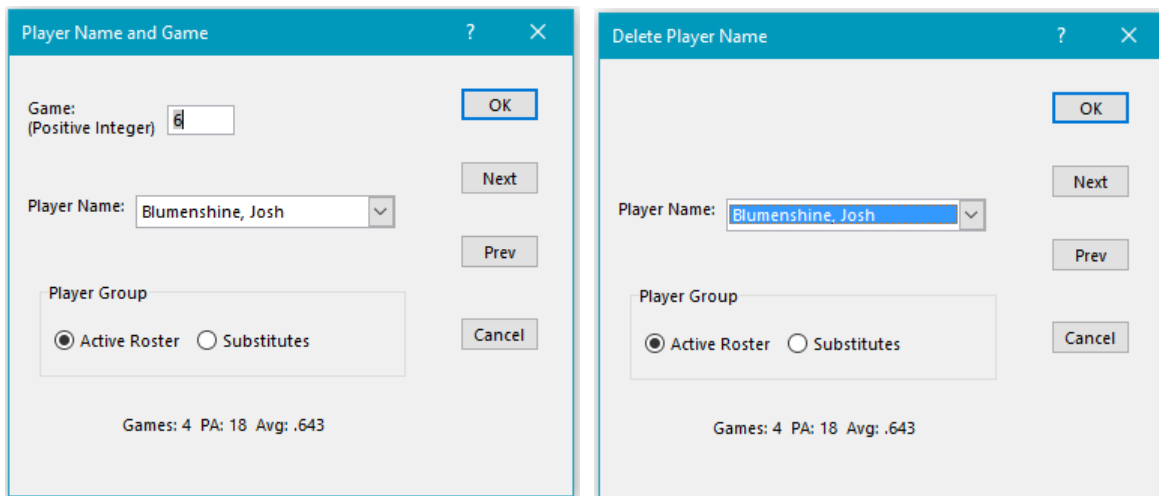 Player Name and Game ? ×
Game:
(Positive Integer) 6
OK
Next
Player Name: Blumenshine, Josh
Prev
Player Group
Active Roster Substitutes
Cancel
Games: 4 PA: 18 Avg: .643
Delete Player Name ? ×
OK
Next
Player Name: Blumenshine, Josh
Prev
Player Group
Active Roster Substitutes
Cancel
Games: 4 PA: 18 Avg: .643